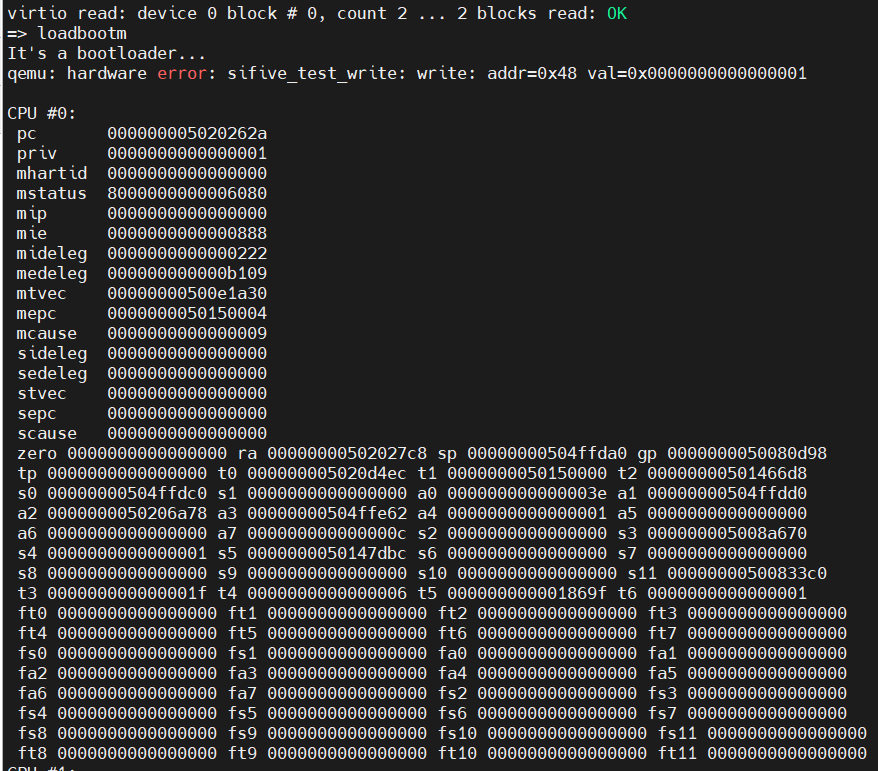 virtio read: device 0 block # 0, count 2 ... 2 blocks read: OK
=> loadbootm
It's a bootloader...
qemu: hardware error: sifive_test_write: write: addr=0x48 val=0x0000000000000001
CPU #0:
pc 000000005020262a
priv 0000000000000001
mhartid 0000000000000000
mstatus 8000000000006080
mip 0000000000000000
mie 0000000000000888
mideleg 0000000000000222
medeleg 000000000000b109
mtvec 00000000500e1a30
mepc 0000000050150004
mcause 0000000000000009
sideleg 0000000000000000
sedeleg 0000000000000000
stvec 0000000000000000
sepc 0000000000000000
scause 0000000000000000
zero 0000000000000000 ra 00000000502027c8 sp 00000000504ffda0 gp 0000000050080d98
tp 0000000000000000 t0 000000005020d4ec t1 0000000050150000 t2 00000000501466d8
s0 00000000504ffdc0 s1 0000000000000000 a0 000000000000003e a1 00000000504ffdd0
a2 0000000050206a78 a3 00000000504ffe62 a4 0000000000000001 a5 0000000000000000
a6 0000000000000000 a7 000000000000000c s2 0000000000000000 s3 000000005008a670
s4 0000000000000001 s5 0000000050147dbc s6 0000000000000000 s7 0000000000000000
s8 0000000000000000 s9 0000000000000000 s10 0000000000000000 s11 00000000500833c0
t3 000000000000001f t4 0000000000000006 t5 000000000001869f t6 0000000000000001
ft0 0000000000000000 ft1 0000000000000000 ft2 0000000000000000 ft3 0000000000000000
ft4 0000000000000000 ft5 0000000000000000 ft6 0000000000000000 ft7 0000000000000000
fs0 0000000000000000 fs1 0000000000000000 fa0 0000000000000000 fa1 0000000000000000
fa2 0000000000000000 fa3 0000000000000000 fa4 0000000000000000 fa5 0000000000000000
fa6 0000000000000000 fa7 0000000000000000 fs2 0000000000000000 fs3 0000000000000000
fs4 0000000000000000 fs5 0000000000000000 fs6 0000000000000000 fs7 0000000000000000
fs8 0000000000000000 fs9 0000000000000000 fs10 0000000000000000 fs11 0000000000000000
ft8 0000000000000000 ft9 0000000000000000 ft10 0000000000000000 ft11 0000000000000000
CPU #1: